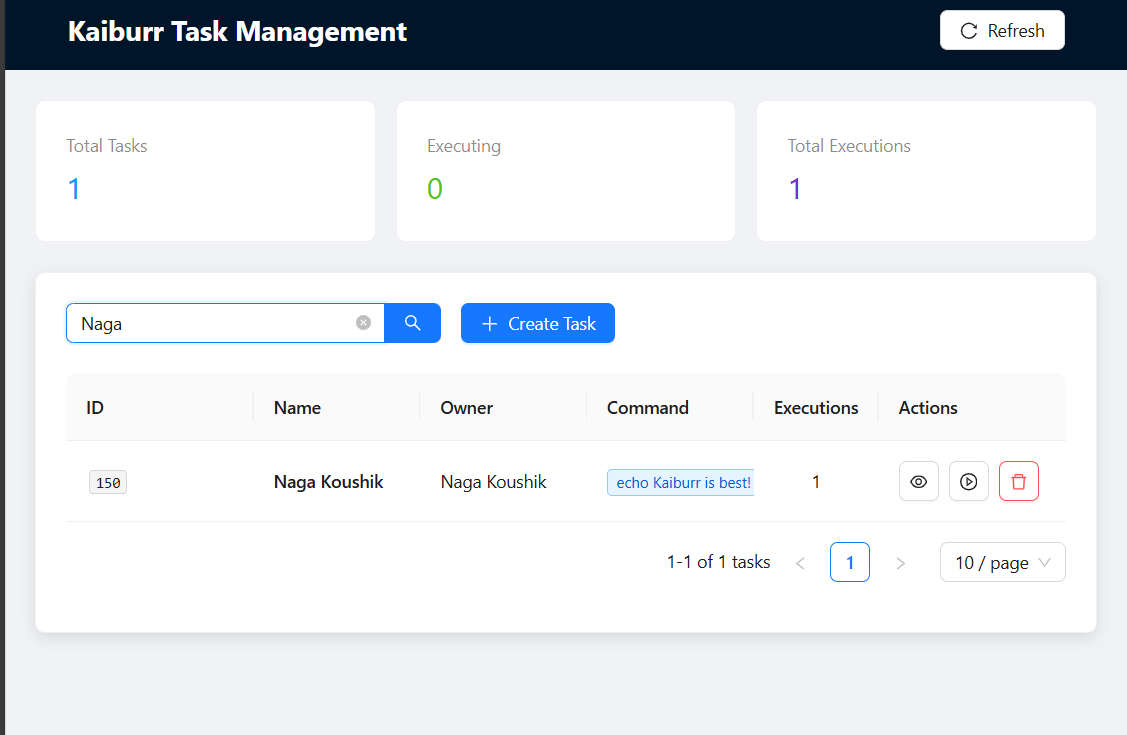 Kaiburr Task Management
Refresh
Total Tasks
1
Executing
0
Total Executions
1
Naga
Create Task
ID Name Owner Command Executions Actions
150 Naga Koushik Naga Koushik echo Kaiburr is best! 1
1-1 of 1 tasks < 1 > 10 / page